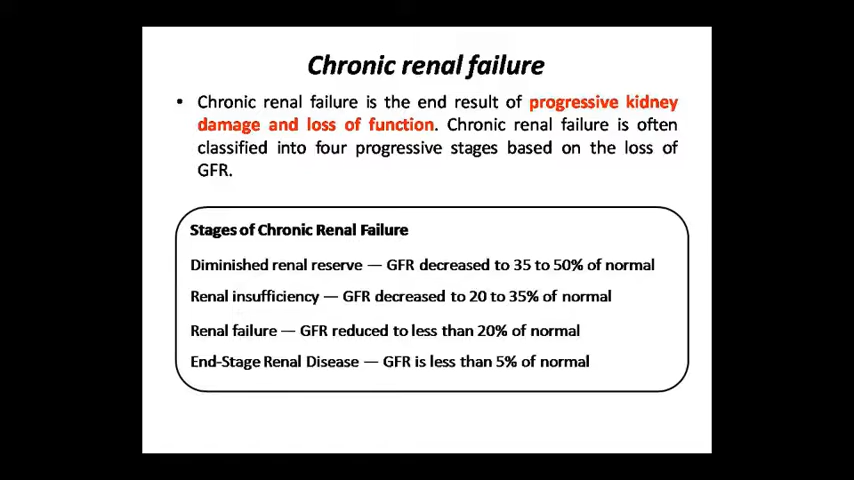 Chronic renal failure
• Chronic renal failure is the end result of progressive kidney
damage and loss of function. Chronic renal failure is often
classified into four progressive stages based on the loss of
GFR.
Stages of Chronic Renal Failure
Diminished renal reserve — GFR decreased to 35 to 50% of normal
Renal insufficiency — GFR decreased to 20 to 35% of normal
Renal failure — GFR reduced to less than 20% of normal
End-Stage Renal Disease — GFR is less than 5% of normal